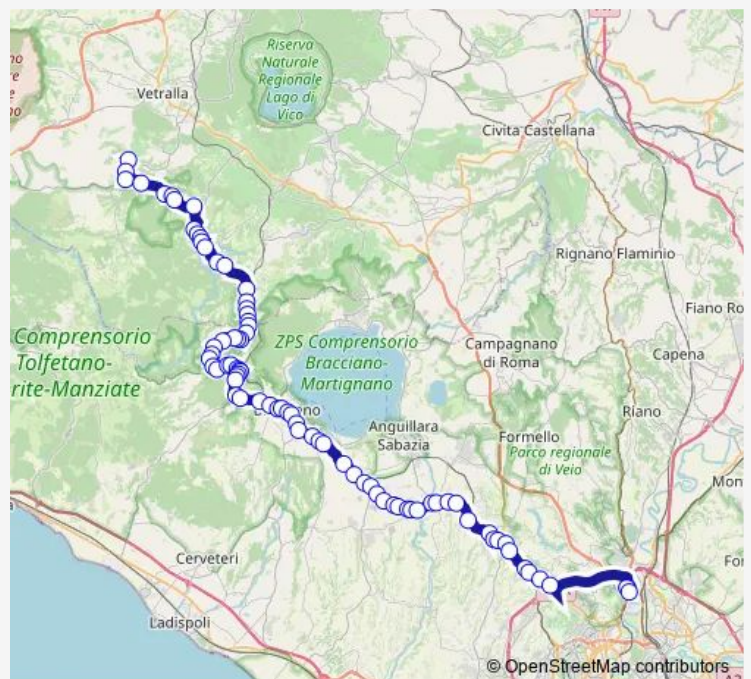 Riserva
Naturale
Regionale
Lago di
Vico
Vetralla
Civita Castellana
Rignano Flaminio
Fiano Ro
Comprensorio
Tolfetano-
rite-Manziate
ZPS Comprensorio
Bracciano-
Martignano
Campagnano
di Roma
Capena
Anguillara
Sabazia
Riano
Formello
Parco regionale
di Veio
Mon
Cerveteri
Ladispoli
© OpenStreetMap contributors